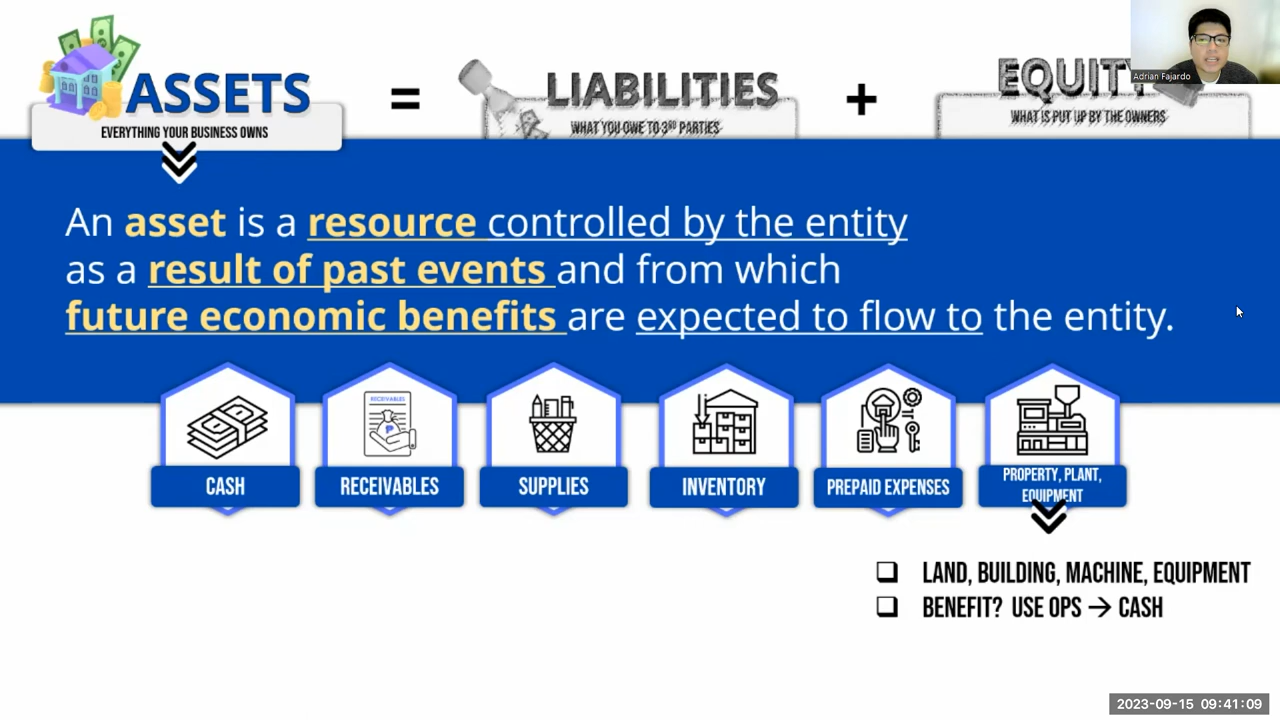 ASSETS
EVERYTHING YOUR BUSINESS OWNS
=
LIABILITIES
WHAT YOU OWE TO 3RD PARTIES
+
EQUITY
WHAT IS PUT UP BY THE OWNERS
Adrian Fajardo
An asset is a resource controlled by the entity
as a result of past events and from which
future economic benefits are expected to flow to the entity.
CASH
RECEIVABLES
RECEIVABLES
SUPPLIES
INVENTORY
PREPAID EXPENSES
PROPERTY, PLANT,
EQUIPMENT
❑ LAND, BUILDING, MACHINE, EQUIPMENT
❑ BENEFIT? USE OPS → CASH
2023-09-15 09:41:09